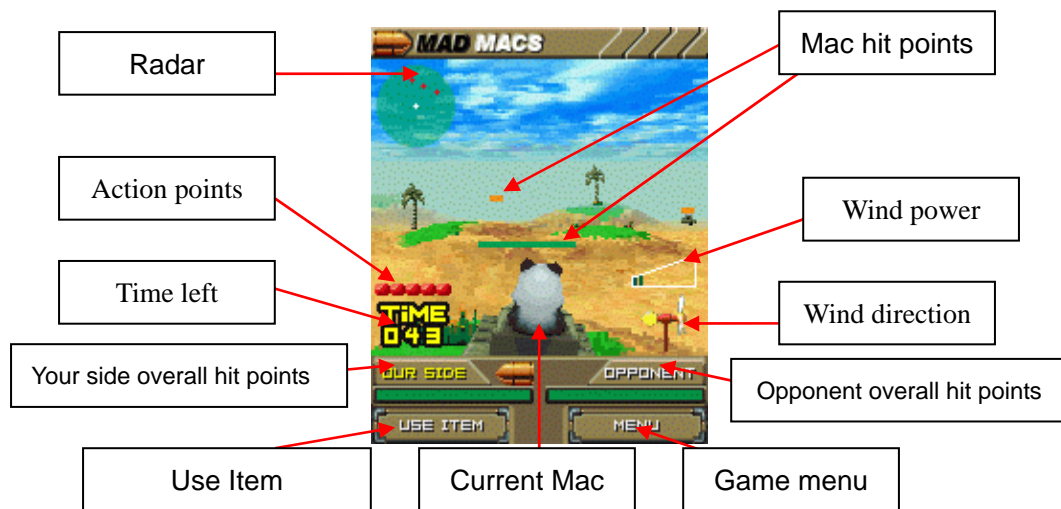 MAD MACS
Radar
Mac hit points
Action points
Wind power
Time left
TIME
043
Wind direction
Your side overall hit points
OUR SIDE
OPPONENT
Opponent overall hit points
USE ITEM
MENU
Use Item
Current Mac
Game menu